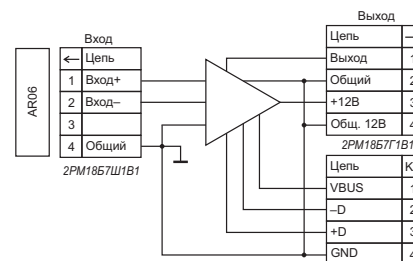 Выход
Вход
Цепь
Цепь
1 Вход+
2 Вход–
3
4 Общий
AR06
2РМ18Б7Ш1В1
Выход 1
Общий 2
+12В 3
Общ. 12В 4
2РМ18Б7Г1В1
Цепь К
VBUS 1
–D 2
+D 3
GND 4